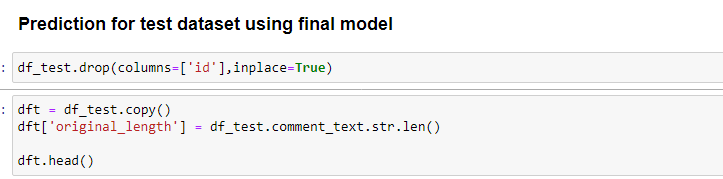 Prediction for test dataset using final model
: df_test.drop(columns=['id'],inplace=True)
: dft = df_test.copy()
dft['original_length'] = df_test.comment_text.str.len()
dft.head()